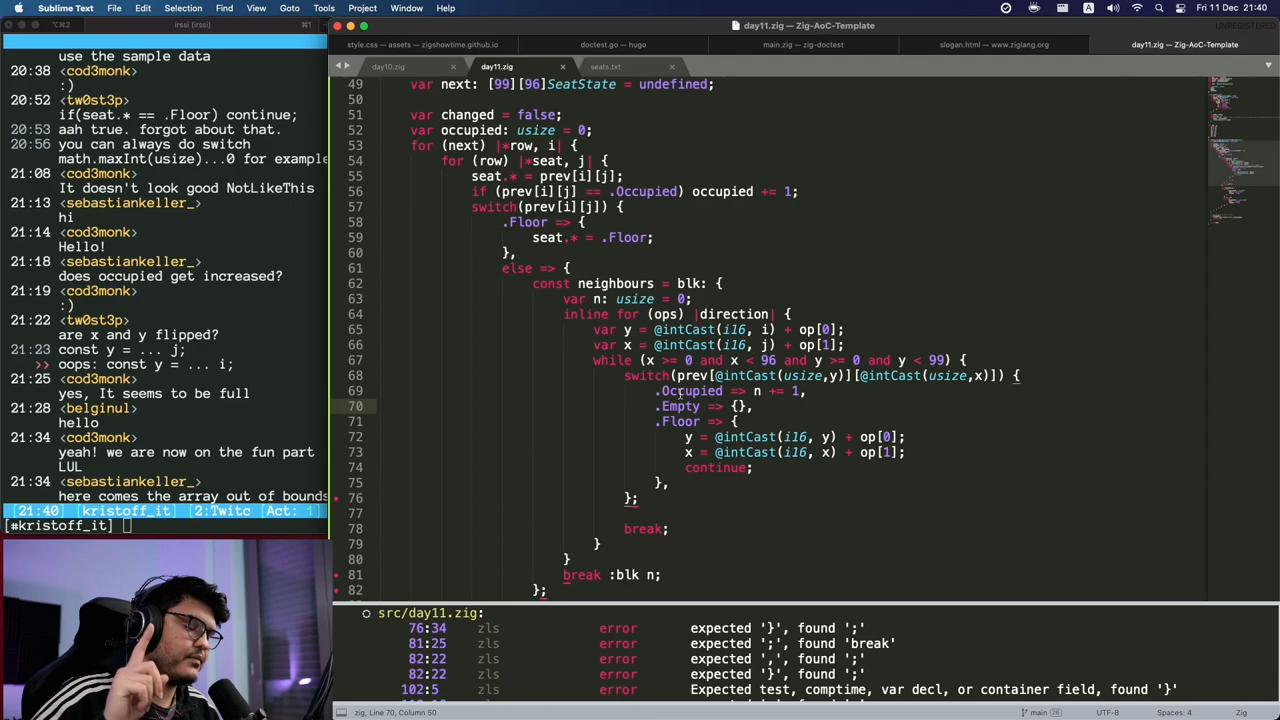 Sublime Text File Edit Selection Find View Goto Tools Project Window Help
Fri 11 Dec 21:40
⌥⌘2 irssi (irssi) ⌘1
day11.zig — Zig-AoC-Template
UNREGISTERED
style.css — assets — zigshowtime.github.io
doctest.go — hugo
main.zig — zig-doctest
slogan.html — www.ziglang.org
day11.zig — Zig-AoC-Template
day10.zig
day11.zig
seats.txt
use the sample data
20:38 <cod3monk>
:)
20:52 <tw0st3p>
if(seat.* == .Floor) continue;
20:53 aah true. forgot about that.
20:56 you can always do switch
math.maxInt(usize)...0 for example
21:08 <cod3monk>
It doesn't look good NotLikeThis
21:13 <sebastiankeller_>
hi
21:14 <cod3monk>
Hello!
21:18 <sebastiankeller_>
does occupied get increased?
21:19 <cod3monk>
:)
21:22 <tw0st3p>
are x and y flipped?
21:23 const y = ... j;
>> oops: const y = ... i;
21:25 <cod3monk>
yes, It seems to be full
21:28 <belginul>
hello
21:34 <cod3monk>
yeah! we are now on the fun part
LUL
21:34 <sebastiankeller_>
here comes the array out of bounds
[21:40] [kristoff_it] [2:Twitc [Act: 1]
[#kristoff_it]
49 var next: [99][96]SeatState = undefined;
50
51 var changed = false;
52 var occupied: usize = 0;
53 for (next) |*row, i| {
54 for (row) |*seat, j| {
55 seat.* = prev[i][j];
56 if (prev[i][j] == .Occupied) occupied += 1;
57 switch(prev[i][j]) {
58 .Floor => {
59 seat.* = .Floor;
60 },
61 else => {
62 const neighbours = blk: {
63 var n: usize = 0;
64 inline for (ops) |direction| {
65 var y = @intCast(i16, i) + op[0];
66 var x = @intCast(i16, j) + op[1];
67 while (x >= 0 and x < 96 and y >= 0 and y < 99) {
68 switch(prev[@intCast(usize,y)][@intCast(usize,x)]) {
69 .Occupied => n += 1,
70 .Empty => {},
71 .Floor => {
72 y = @intCast(i16, y) + op[0];
73 x = @intCast(i16, x) + op[1];
74 continue;
75 },
76 };
77
78 break;
79 }
80 }
81 break :blk n;
82 };
src/day11.zig:
76:34 zls error expected '}', found ';'
81:25 zls error expected ';', found 'break'
82:22 zls error expected ',', found ';'
82:22 zls error expected '}', found ';'
102:5 zls error Expected test, comptime, var decl, or container field, found '}'
zig, Line 70, Column 50
main 26
UTF-8
Spaces: 4
Zig